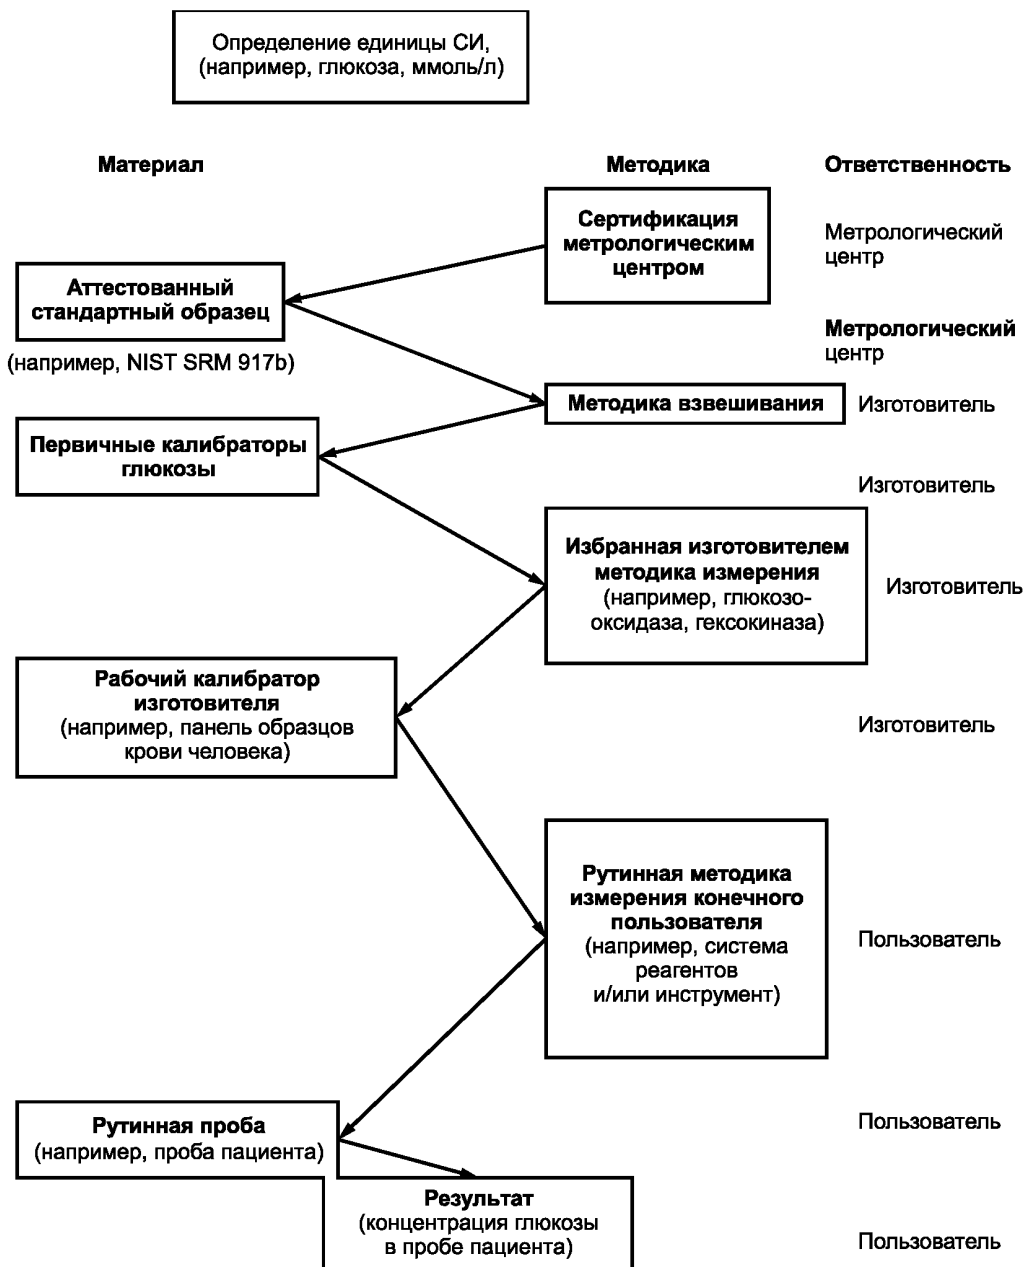 Определение единицы СИ,
(например, глюкоза, ммоль/л)
Материал
Методика
Ответственность
Сертификация
метрологическим
центром
Метрологический
центр
Аттестованный
стандартный образец
(например, NIST SRM 917b)
Метрологический
центр
Методика взвешивания
Изготовитель
Первичные калибраторы
глюкозы
Изготовитель
Избранная изготовителем
методика измерения
(например, глюкозо-
оксидаза, гексокиназа)
Изготовитель
Рабочий калибратор
изготовителя
(например, панель образцов
крови человека)
Изготовитель
Рутинная методика
измерения конечного
пользователя
(например, система
реагентов
и/или инструмент)
Пользователь
Рутинная проба
(например, проба пациента)
Пользователь
Результат
(концентрация глюкозы
в пробе пациента)
Пользователь